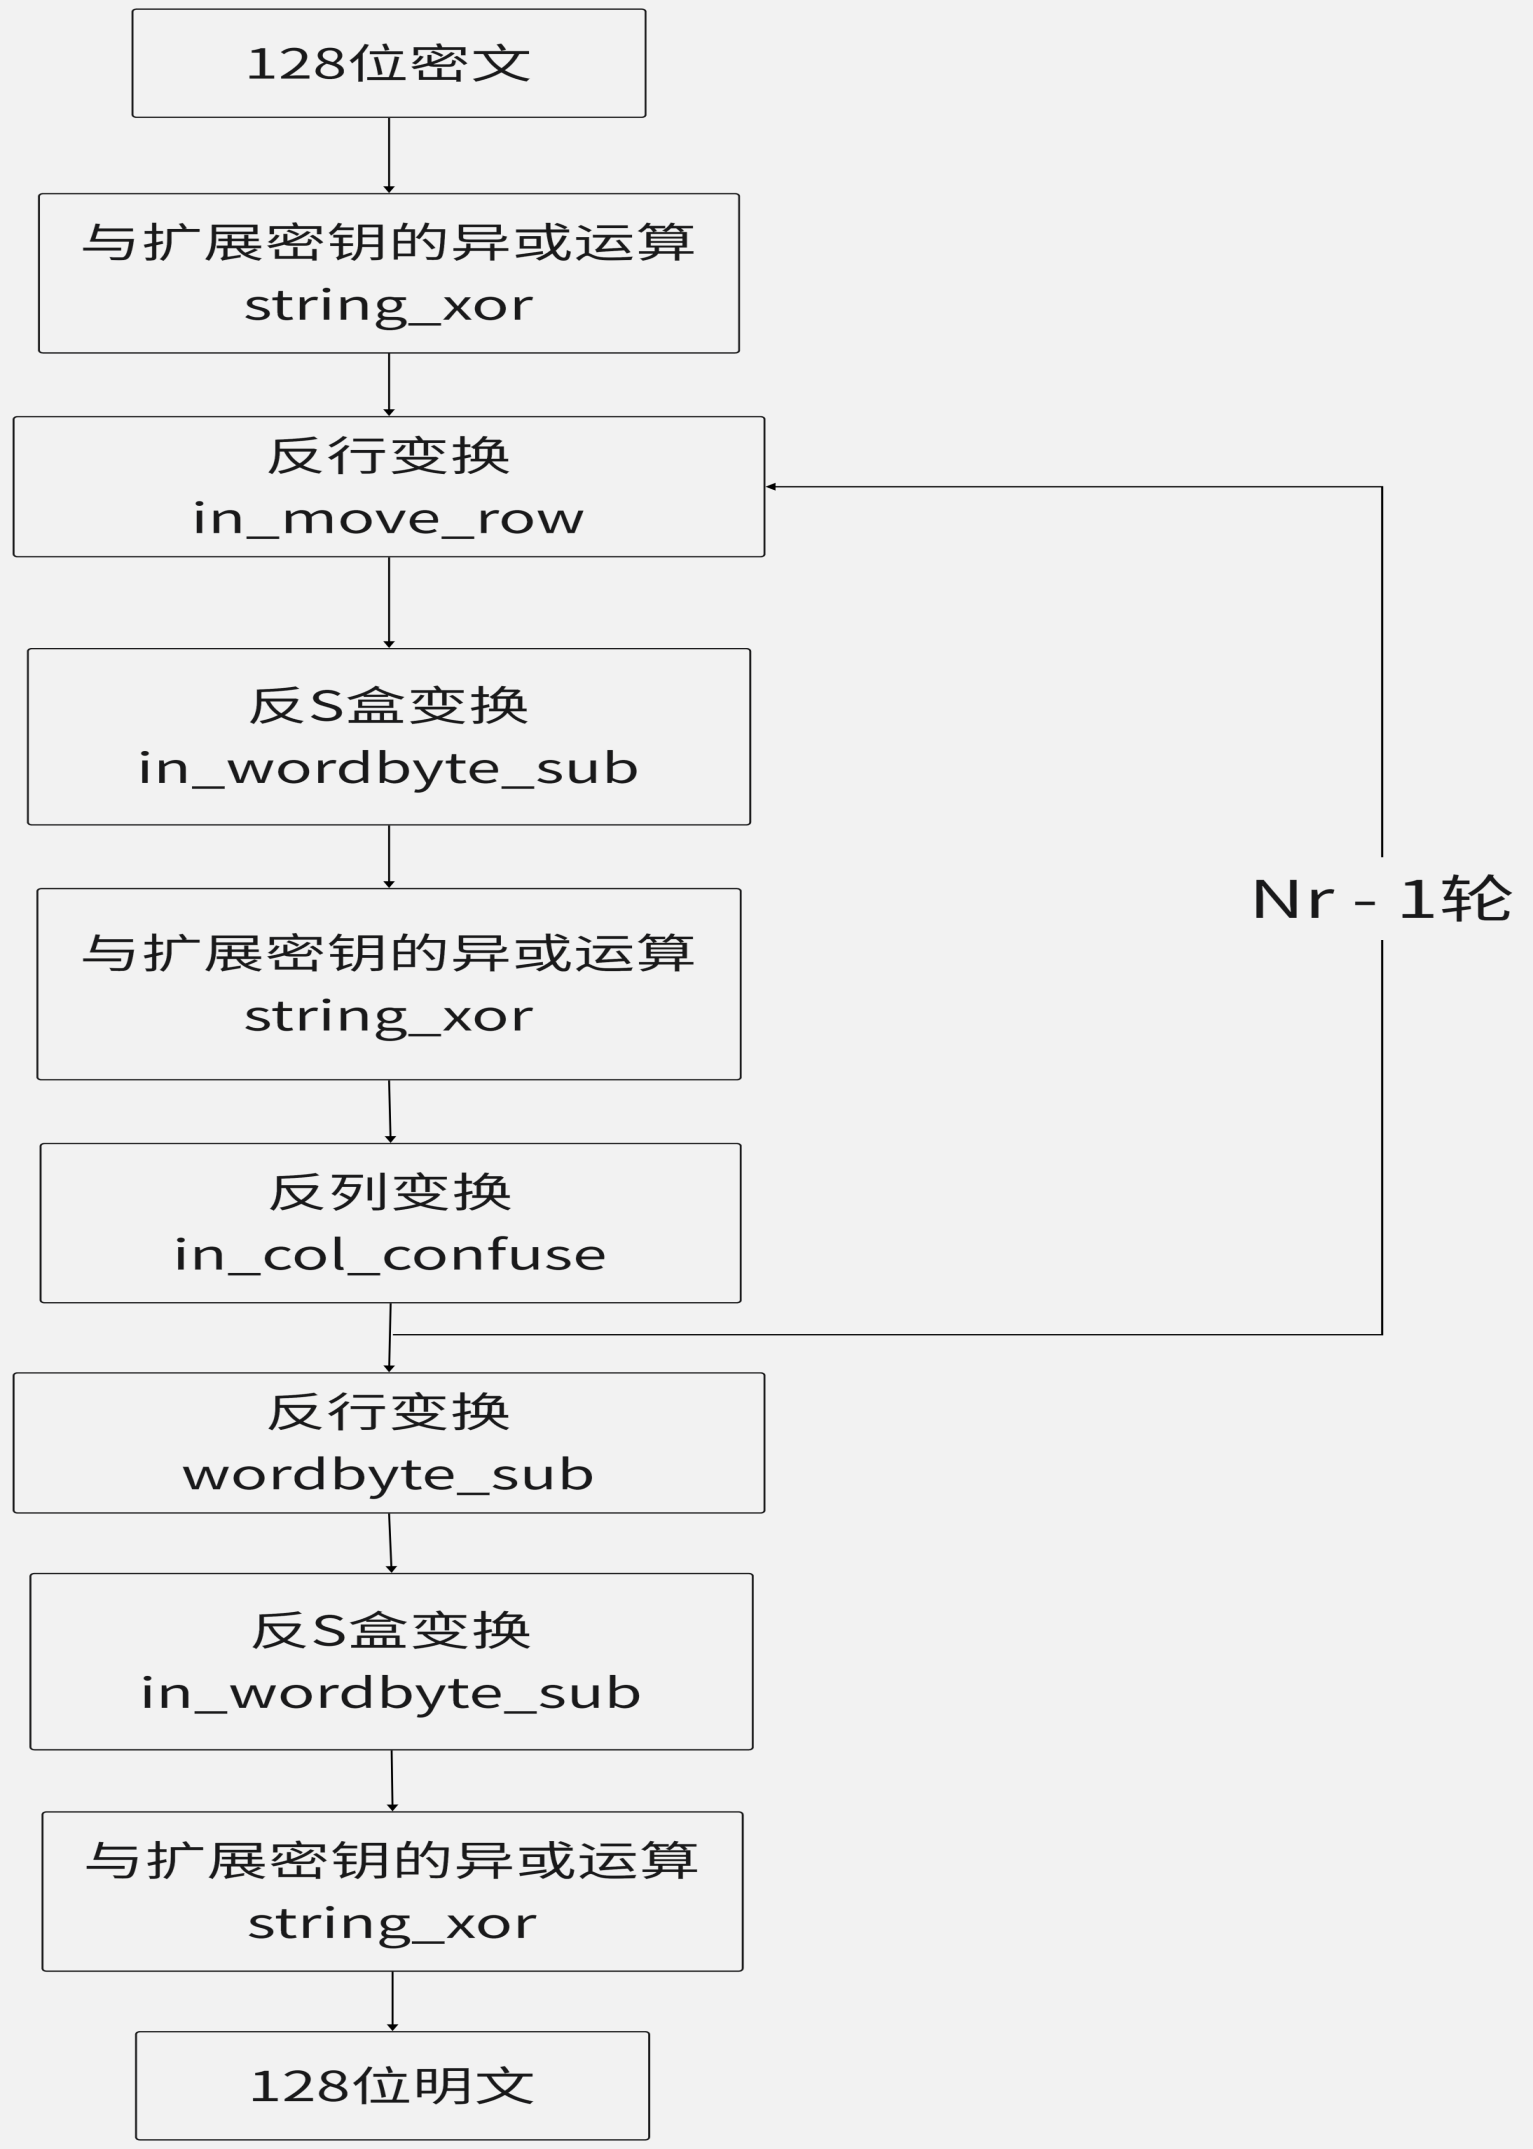 128位密文
与扩展密钥的异或运算
string_xor
反行变换
in_move_row
反S盒变换
in_wordbyte_sub
Nr - 1轮
与扩展密钥的异或运算
string_xor
反列变换
in_col_confuse
反行变换
wordbyte_sub
反S盒变换
in_wordbyte_sub
与扩展密钥的异或运算
string_xor
128位明文